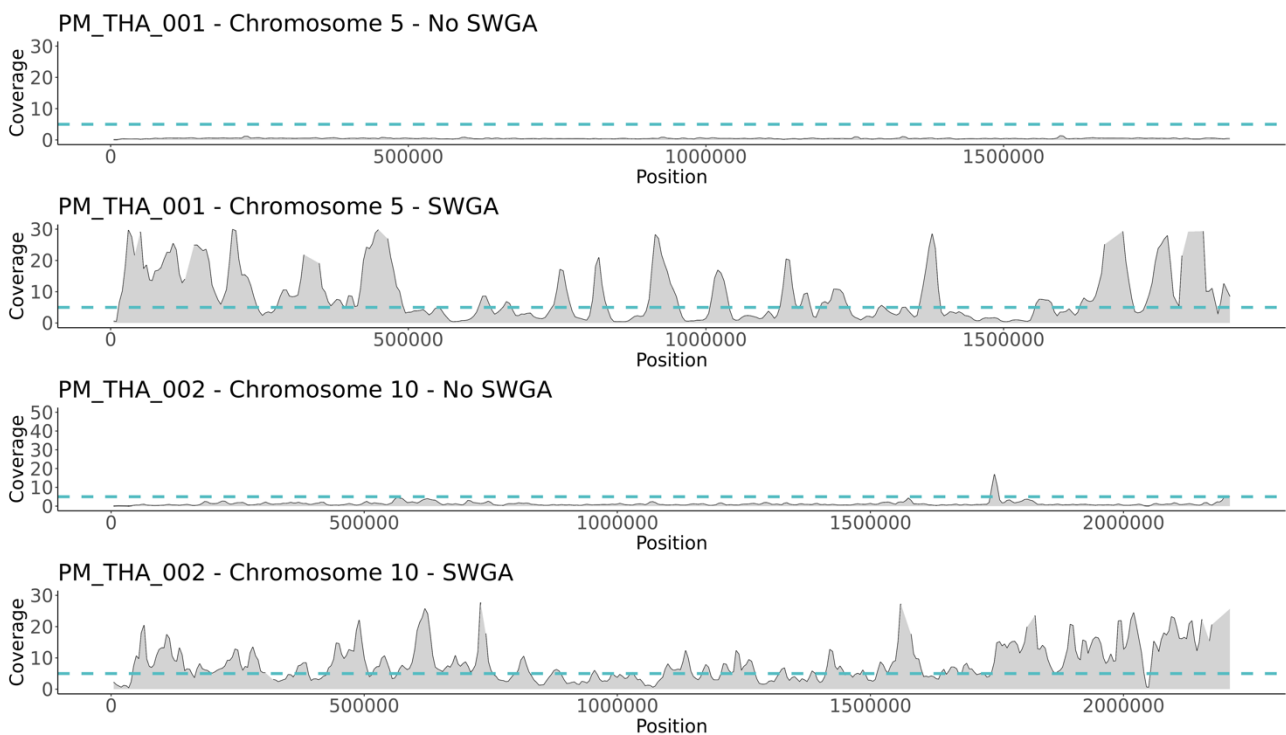 PM_THA_001 - Chromosome 5 - No SWGA
30
20
10
0
Coverage
0 500000 1000000 1500000
Position
PM_THA_001 - Chromosome 5 - SWGA
30
20
10
0
Coverage
0 500000 1000000 1500000
Position
PM_THA_002 - Chromosome 10 - No SWGA
50
40
30
20
10
0
Coverage
0 500000 1000000 1500000 2000000
Position
PM_THA_002 - Chromosome 10 - SWGA
30
20
10
0
Coverage
0 500000 1000000 1500000 2000000
Position